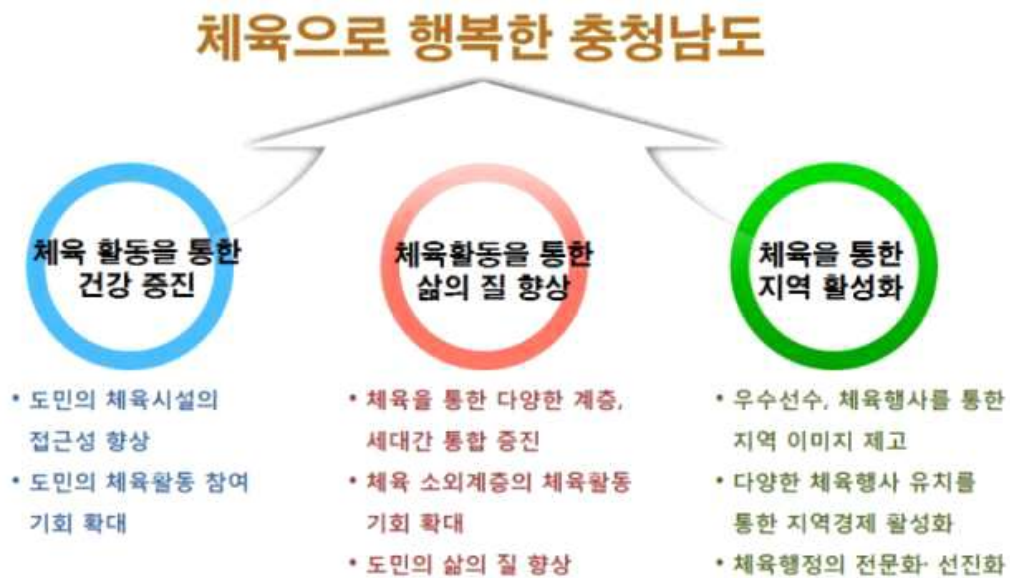 체육으로 행복한 충청남도
체육 활동을 통한
건강 증진
• 도민의 체육시설의
접근성 향상
• 도민의 체육활동 참여
기회 확대
체육활동을 통한
삶의 질 향상
• 체육을 통한 다양한 계층,
세대간 통합 증진
• 체육 소외계층의 체육활동
기회 확대
• 도민의 삶의 질 향상
체육을 통한
지역 활성화
• 우수선수, 체육행사를 통한
지역 이미지 제고
• 다양한 체육행사 유치를
통한 지역경제 활성화
• 체육행정의 전문화· 선진화